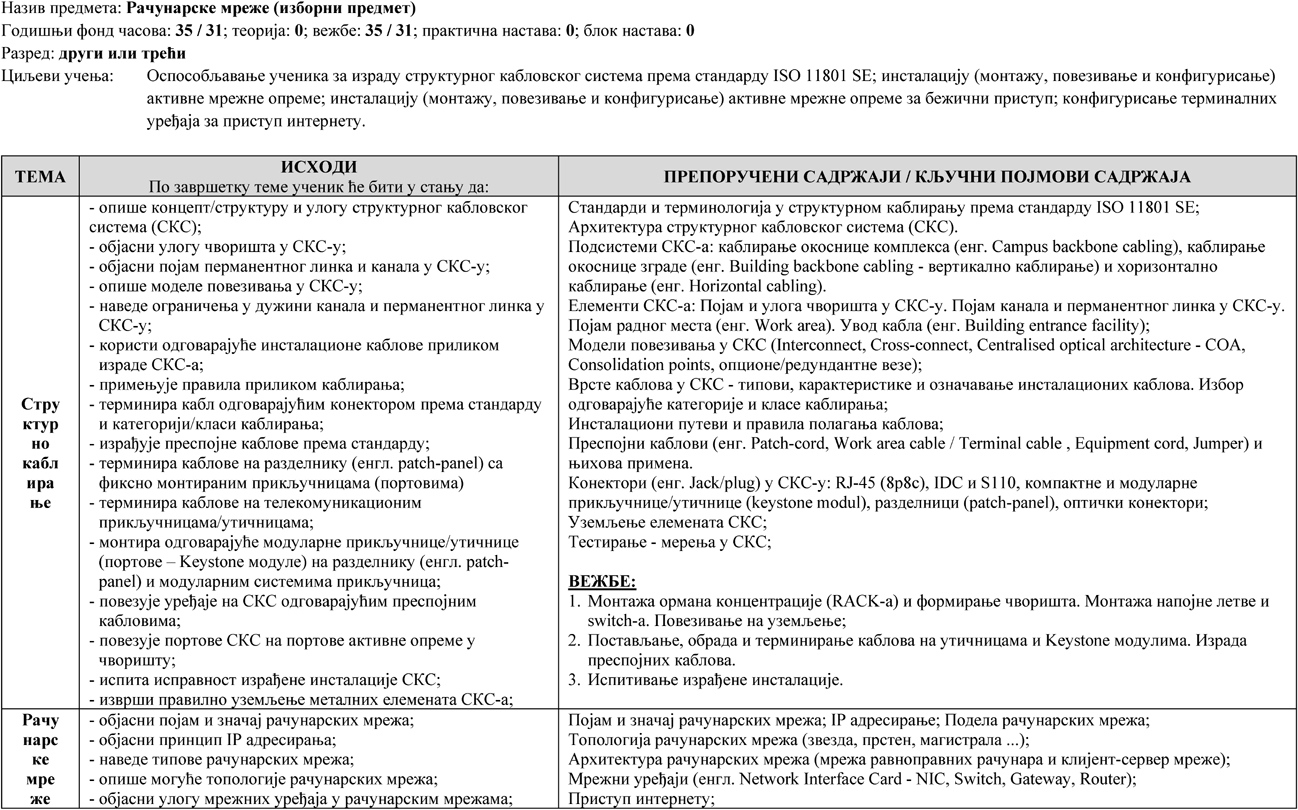 Назив предмета: Рачунарске мреже (изборни предмет)
Годишњи фонд часова: 35 / 31; теорија: 0; вежбе: 35 / 31; практична настава: 0; блок настава: 0
Разред: други или трећи
Циљеви учења: Оспособљавање ученика за израду структурног кабловског система према стандарду ISO 11801 SE; инсталацију (монтажу, повезивање и конфигурисање)
активне мрежне опреме; инсталацију (монтажу, повезивање и конфигурисање) активне мрежне опреме за бежични приступ; конфигурисање терминалних
уређаја за приступ интернету.
ТЕМА
ИСХОДИ
По завршетку теме ученик ће бити у стању да:
ПРЕПОРУЧЕНИ САДРЖАЈИ / КЉУЧНИ ПОЈМОВИ САДРЖАЈА
Стру
ктур
но
кабл
ира
ње
- опише концепт/структуру и улогу структурног кабловског
система (СКС);
- објасни улогу чворишта у СКС-у;
- објасни појам перманентног линка и канала у СКС-у;
- опише моделе повезивања у СКС-у;
- наведе ограничења у дужини канала и перманентног линка у
СКС-у;
- користи одговарајуће инсталационе каблове приликом
израде СКС-а;
- примењује правила приликом каблирања;
- терминира кабл одговарајућим конектором према стандарду
и категорији/класи каблирања;
- израђује преспојне каблове према стандарду;
- терминира каблове на разделнику (енгл. patch-panel) са
фиксно монтираним прикључницама (портовима)
- терминира каблове на телекомуникационим
прикључницама/утичницама;
- монтира одговарајуће модуларне прикључнице/утичнице
(портове – Keystone модуле) на разделнику (енгл. patch-
panel) и модуларним системима прикључница;
- повезује уређаје на СКС одговарајућим преспојним
кабловима;
- повезује портове СКС на портове активне опреме у
чворишту;
- испита исправност израђене инсталације СКС;
- изврши правилно уземљење металних елемената СКС-а;
Стандарди и терминологија у структурном каблирању према стандарду ISO 11801 SE;
Архитектура структурног кабловског система (СКС).
Подсистеми СКС-а: каблирање окоснице комплекса (енг. Campus backbone cabling), каблирање
окоснице зграде (енг. Building backbone cabling - вертикално каблирање) и хоризонтално
каблирање (енг. Horizontal cabling).
Елементи СКС-а: Појам и улога чворишта у СКС-у. Појам канала и перманентног линка у СКС-у.
Појам радног места (енг. Work area). Увод кабла (енг. Building entrance facility);
Модели повезивања у СКС (Interconnect, Cross-connect, Centralised optical architecture - COA,
Consolidation points, опционе/редундантне везе);
Врсте каблова у СКС - типови, карактеристике и означавање инсталационих каблова. Избор
одговарајуће категорије и класе каблирања;
Инсталациони путеви и правила полагања каблова;
Преспојни каблови (енг. Patch-cord, Work area cable / Terminal cable , Equipment cord, Jumper) и
њихова примена.
Конектори (енг. Jack/plug) у СКС-у: RJ-45 (8p8c), IDC и S110, компактне и модуларне
прикључнице/утичнице (keystone modul), разделници (patch-panel), оптички конектори;
Уземљење елемената СКС;
Тестирање - мерења у СКС;
ВЕЖБЕ:
1. Монтажа ормана концентрације (RACK-а) и формирање чворишта. Монтажа напојне летве и
switch-а. Повезивање на уземљење;
2. Постављање, обрада и терминирање каблова на утичницама и Keystone модулима. Израда
преспојних каблова.
3. Испитивање израђене инсталације.
Рачу
нарс
ке
мре
же
- објасни појам и значај рачунарских мрежа;
- објасни принцип IP адресирања;
- наведе типове рачунарских мрежа;
- опише могуће топологије рачунарских мрежа;
- објасни улогу мрежних уређаја у рачунарским мрежама;
Појам и значај рачунарских мрежа; IP адресирање; Подела рачунарских мрежа;
Топологија рачунарских мрежа (звезда, прстен, магистрала ...);
Архитектура рачунарских мрежа (мрежа равноправних рачунара и клијент-сервер мреже);
Мрежни уређаји (енгл. Network Interface Card - NIC, Switch, Gateway, Router);
Приступ интернету;